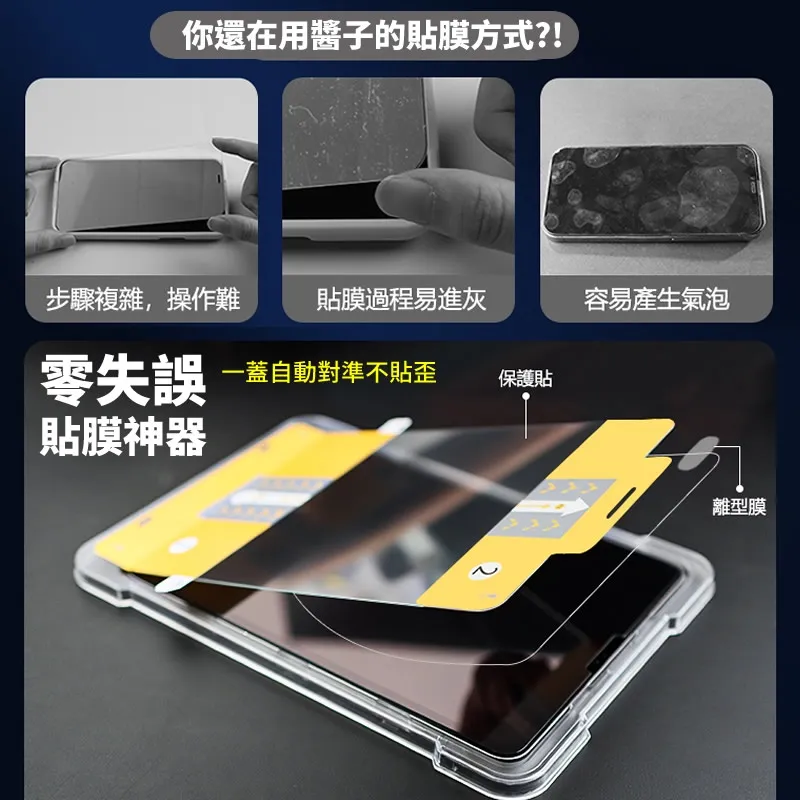 你還在用醬子的貼膜方式?!
步驟複雜，操作難
貼膜過程易進灰
容易產生氣泡
零失誤
一蓋自動對準不貼歪
貼膜神器
保護貼
離型膜
2